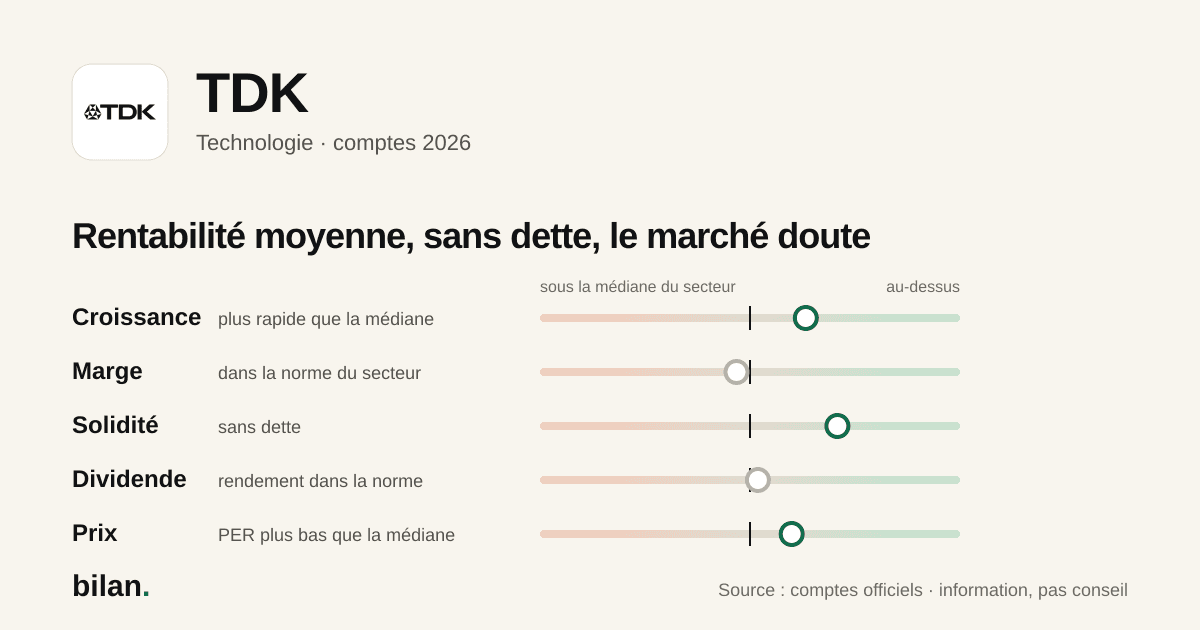 TDK
TDK
Technologie · comptes 2026
Rentabilité moyenne, sans dette, le marché doute
sous la médiane du secteur au-dessus
Croissance plus rapide que la médiane
Marge dans la norme du secteur
Solidité sans dette
Dividende rendement dans la norme
Prix PER plus bas que la médiane
bilan.
Source : comptes officiels · information, pas conseil